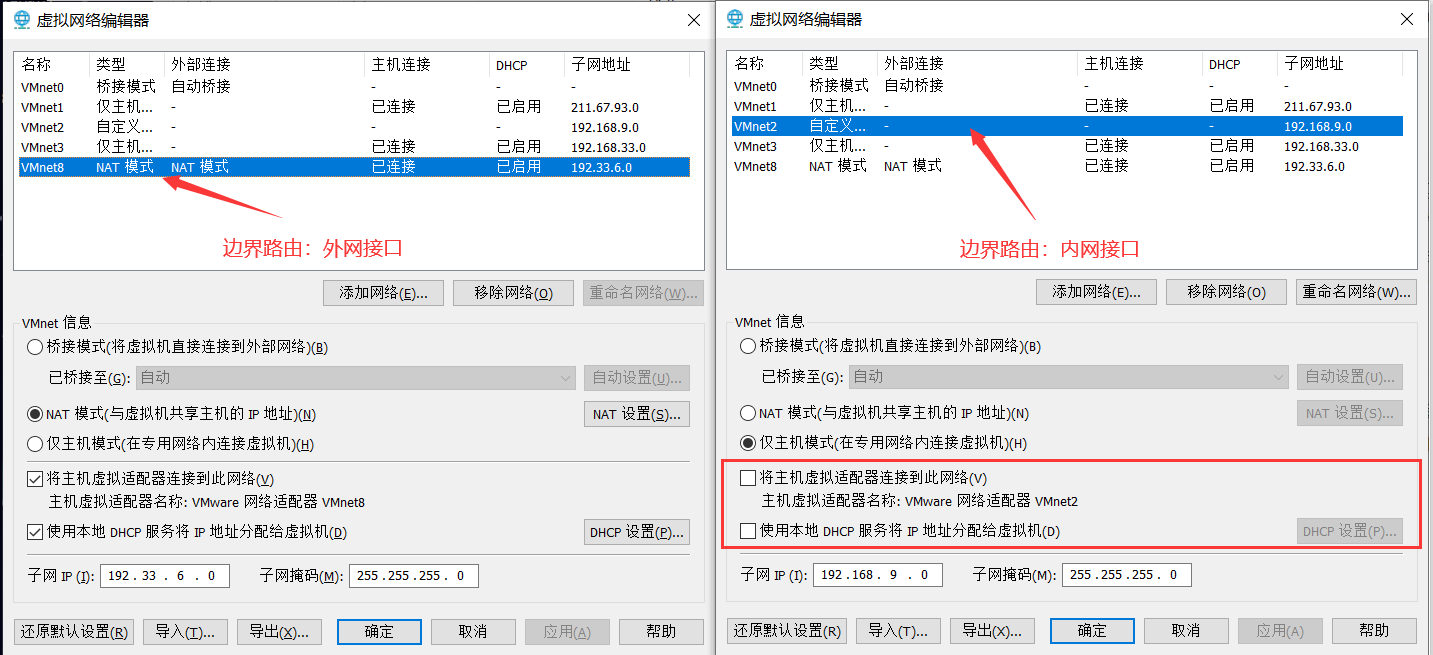 虚拟网络编辑器
名称 类型 外部连接 主机连接 DHCP 子网地址
VMnet0 桥接模式 自动桥接 - - -
VMnet1 仅主机... - 已连接 已启用 211.67.93.0
VMnet2 自定义... - - - 192.168.9.0
VMnet3 仅主机... - 已连接 已启用 192.168.33.0
VMnet8 NAT 模式 NAT 模式 已连接 已启用 192.33.6.0
边界路由：外网接口
添加网络(E)... 移除网络(O) 重命名网络(W)...
VMnet 信息
桥接模式(将虚拟机直接连接到外部网络)(B)
已桥接至(G): 自动 自动设置(U)...
NAT 模式(与虚拟机共享主机的 IP 地址)(N) NAT 设置(S)...
仅主机模式(在专用网络内连接虚拟机)(H)
将主机虚拟适配器连接到此网络(V)
主机虚拟适配器名称: VMware 网络适配器 VMnet8
使用本地 DHCP 服务将 IP 地址分配给虚拟机(D) DHCP 设置(P)...
子网 IP (I): 192 . 33 . 6 . 0 子网掩码(M): 255 . 255 . 255 . 0
还原默认设置(R) 导入(T)... 导出(X)... 确定 取消 应用(A) 帮助
虚拟网络编辑器
名称 类型 外部连接 主机连接 DHCP 子网地址
VMnet0 桥接模式 自动桥接 - - -
VMnet1 仅主机... - 已连接 已启用 211.67.93.0
VMnet2 自定义... - - - 192.168.9.0
VMnet3 仅主机... - 已连接 已启用 192.168.33.0
VMnet8 NAT 模式 NAT 模式 已连接 已启用 192.33.6.0
边界路由：内网接口
添加网络(E)... 移除网络(O) 重命名网络(W)...
VMnet 信息
桥接模式(将虚拟机直接连接到外部网络)(B)
已桥接至(G): 自动 自动设置(U)...
NAT 模式(与虚拟机共享主机的 IP 地址)(N) NAT 设置(S)...
仅主机模式(在专用网络内连接虚拟机)(H)
将主机虚拟适配器连接到此网络(V)
主机虚拟适配器名称: VMware 网络适配器 VMnet2
使用本地 DHCP 服务将 IP 地址分配给虚拟机(D) DHCP 设置(P)...
子网 IP (I): 192 . 168 . 9 . 0 子网掩码(M): 255 . 255 . 255 . 0
还原默认设置(R) 导入(T)... 导出(X)... 确定 取消 应用(A) 帮助